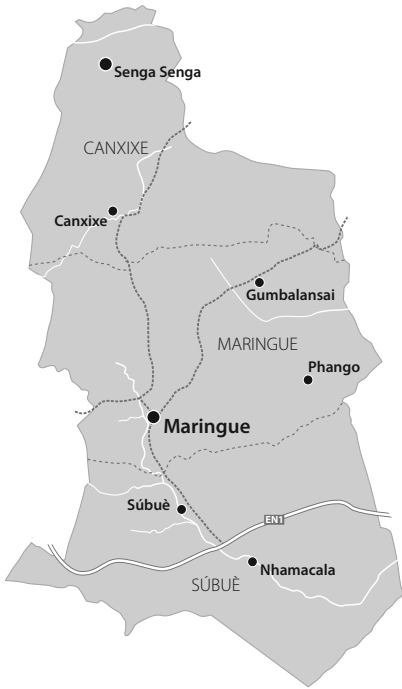 Senga Senga
CANXIXE
Canxixe
Gumbalansai
MARINGUE
Phango
Maringue
Súbuè
EN1
Nhamacala
SÚBUÈ